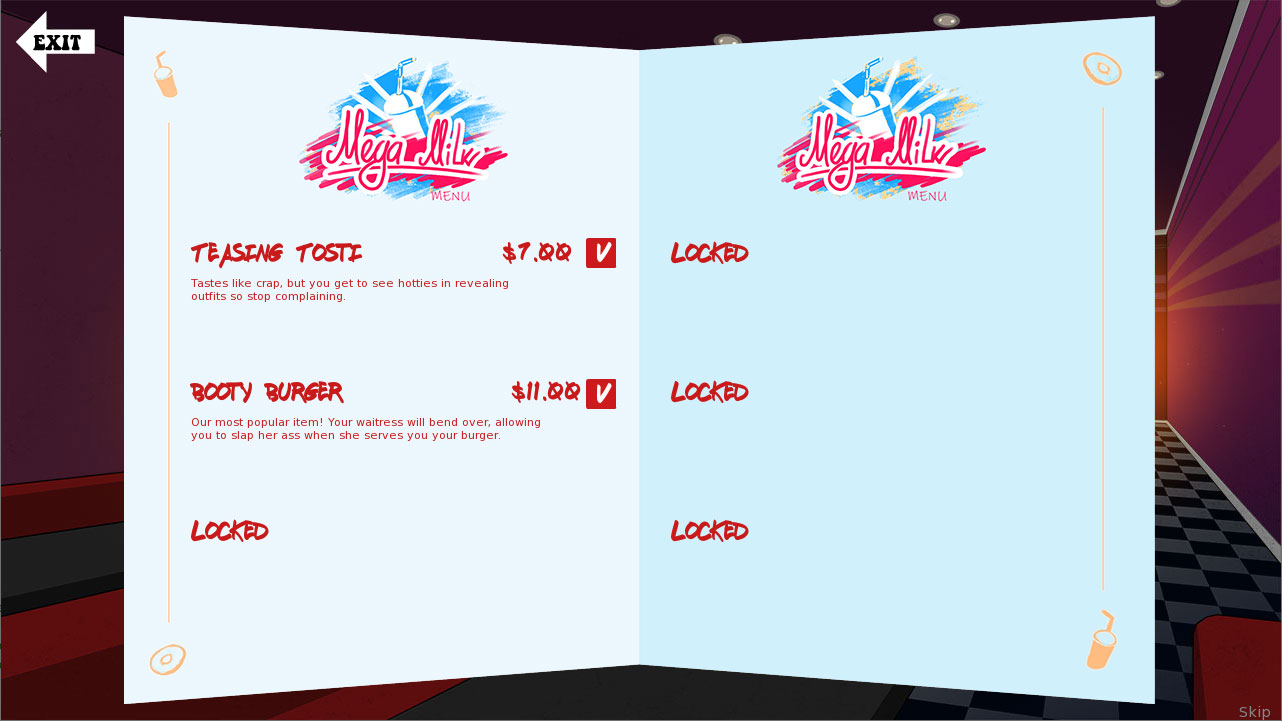 EXIT
Mega Milk
MENU
TEASING TOSTI $7.00 V
Tastes like crap, but you get to see hotties in revealing
outfits so stop complaining.
BOOTY BURGER $11.00 V
Our most popular item! Your waitress will bend over, allowing
you to slap her ass when she serves you your burger.
LOCKED
Mega Milk
MENU
LOCKED
LOCKED
LOCKED
Skip